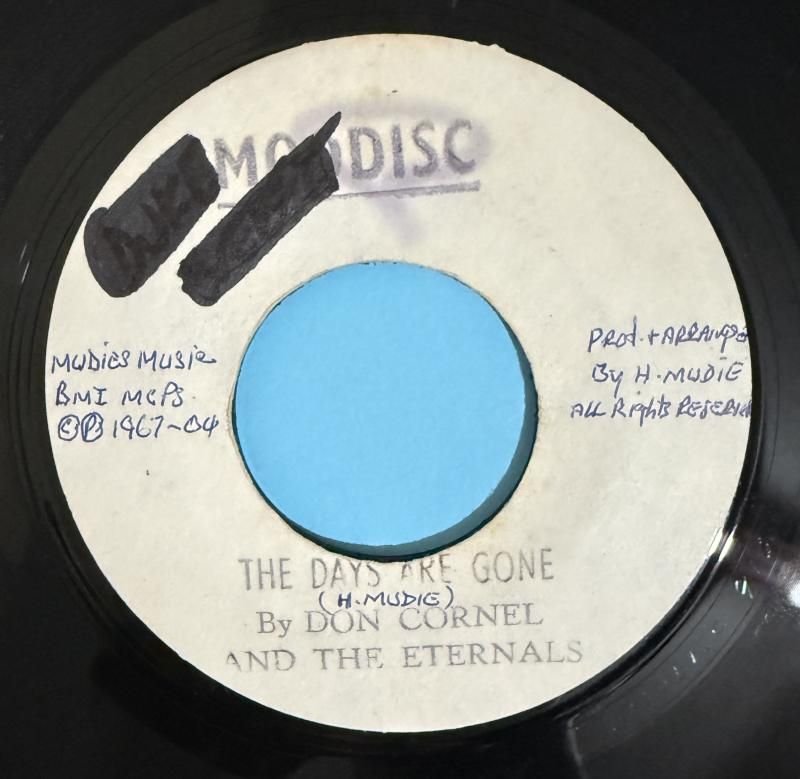 MOODISC
MUDIES MUSIC
BMI MCPS
© ℗ 1967-04
Prod. + ARRANGED
By H. MUDIE
ALL Rights RESERVED
THE DAYS ARE GONE
(H. MUDIE)
By DON CORNEL
AND THE ETERNALS